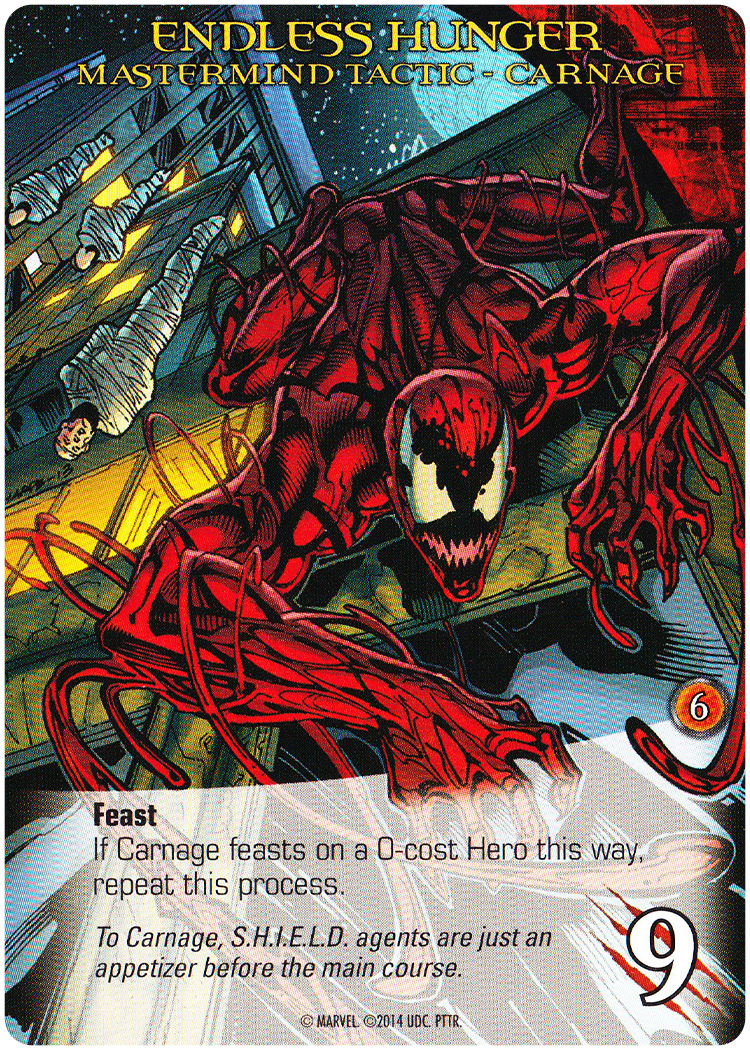 ENDLESS HUNGER
MASTERMIND TACTIC - CARNAGE
6
Feast
If Carnage feasts on a 0-cost Hero this way,
repeat this process.
To Carnage, S.H.I.E.L.D. agents are just an
appetizer before the main course.
9
© MARVEL. ©2014 UDC. PTTR.